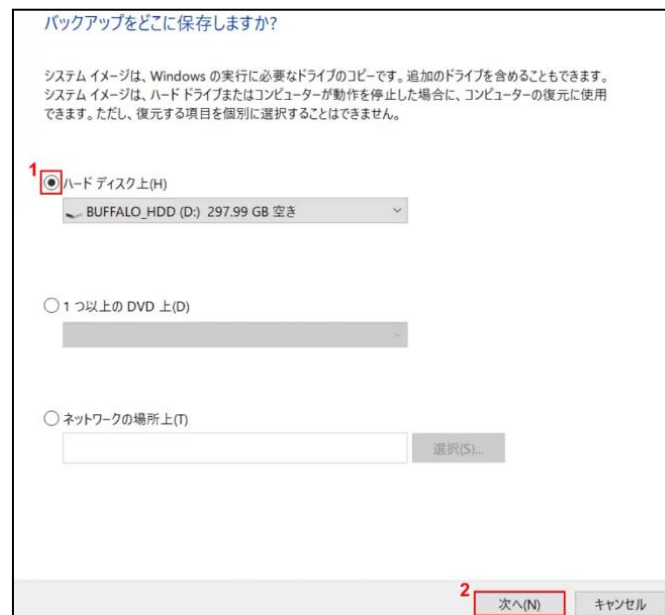 バックアップをどこに保存しますか?
システム イメージは、Windows の実行に必要なドライブのコピーです。追加のドライブを含めることもできます。
システム イメージは、ハード ドライブまたはコンピューターが動作を停止した場合に、コンピューターの復元に使用
できます。ただし、復元する項目を個別に選択することはできません。
1
ハード ディスク上(H)
BUFFALO_HDD (D:) 297.99 GB 空き
1 つ以上の DVD 上(D)
ネットワークの場所上(T)
選択(S)...
2
次へ(N)
キャンセル